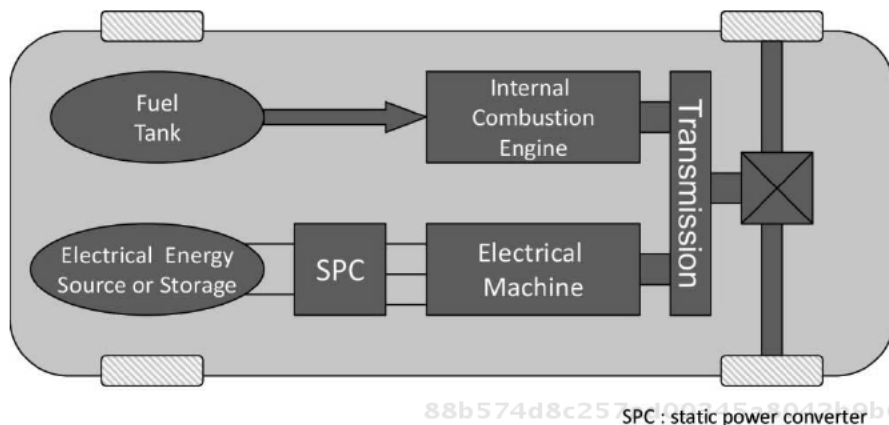 Fuel
Tank
Internal
Combustion
Engine
Transmission
Electrical Energy
Source or Storage
SPC
Electrical
Machine
SPC : static power converter